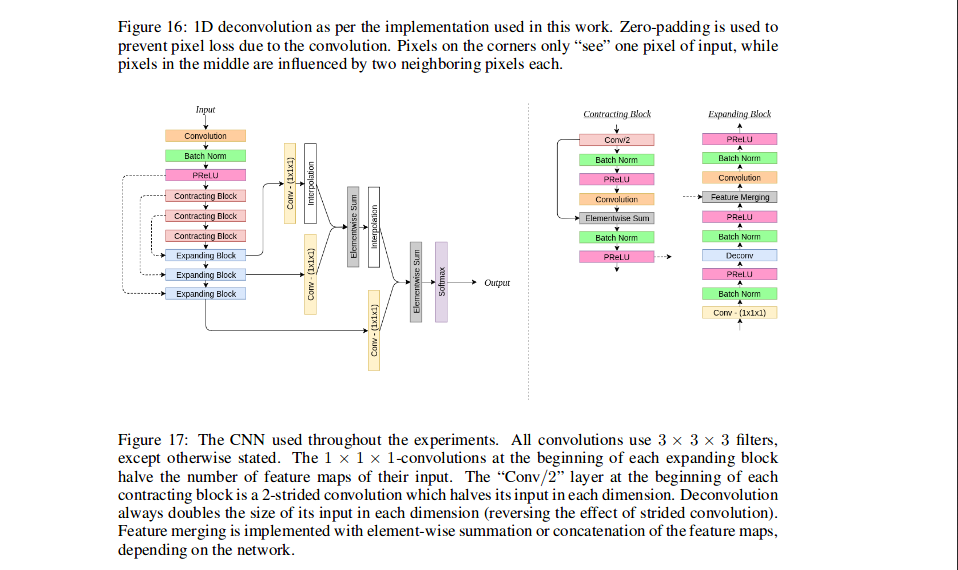 Figure 16: 1D deconvolution as per the implementation used in this work. Zero-padding is used to
prevent pixel loss due to the convolution. Pixels on the corners only “see” one pixel of input, while
pixels in the middle are influenced by two neighboring pixels each.
Input
Convolution
Batch Norm
PReLU
Contracting Block
Contracting Block
Contracting Block
Expanding Block
Expanding Block
Expanding Block
Conv - (1x1x1)
Interpolation
Conv - (1x1x1)
Elementwise Sum
Interpolation
Conv - (1x1x1)
Elementwise Sum
Softmax
Output
Contracting Block
Conv/2
Batch Norm
PReLU
Convolution
Elementwise Sum
Batch Norm
PReLU
Expanding Block
PReLU
Batch Norm
Convolution
Feature Merging
PReLU
Batch Norm
Deconv
PReLU
Batch Norm
Conv - (1x1x1)
Figure 17: The CNN used throughout the experiments. All convolutions use 3 × 3 × 3 filters,
except otherwise stated. The 1 × 1 × 1-convolutions at the beginning of each expanding block
halve the number of feature maps of their input. The “Conv/2” layer at the beginning of each
contracting block is a 2-strided convolution which halves its input in each dimension. Deconvolution
always doubles the size of its input in each dimension (reversing the effect of strided convolution).
Feature merging is implemented with element-wise summation or concatenation of the feature maps,
depending on the network.